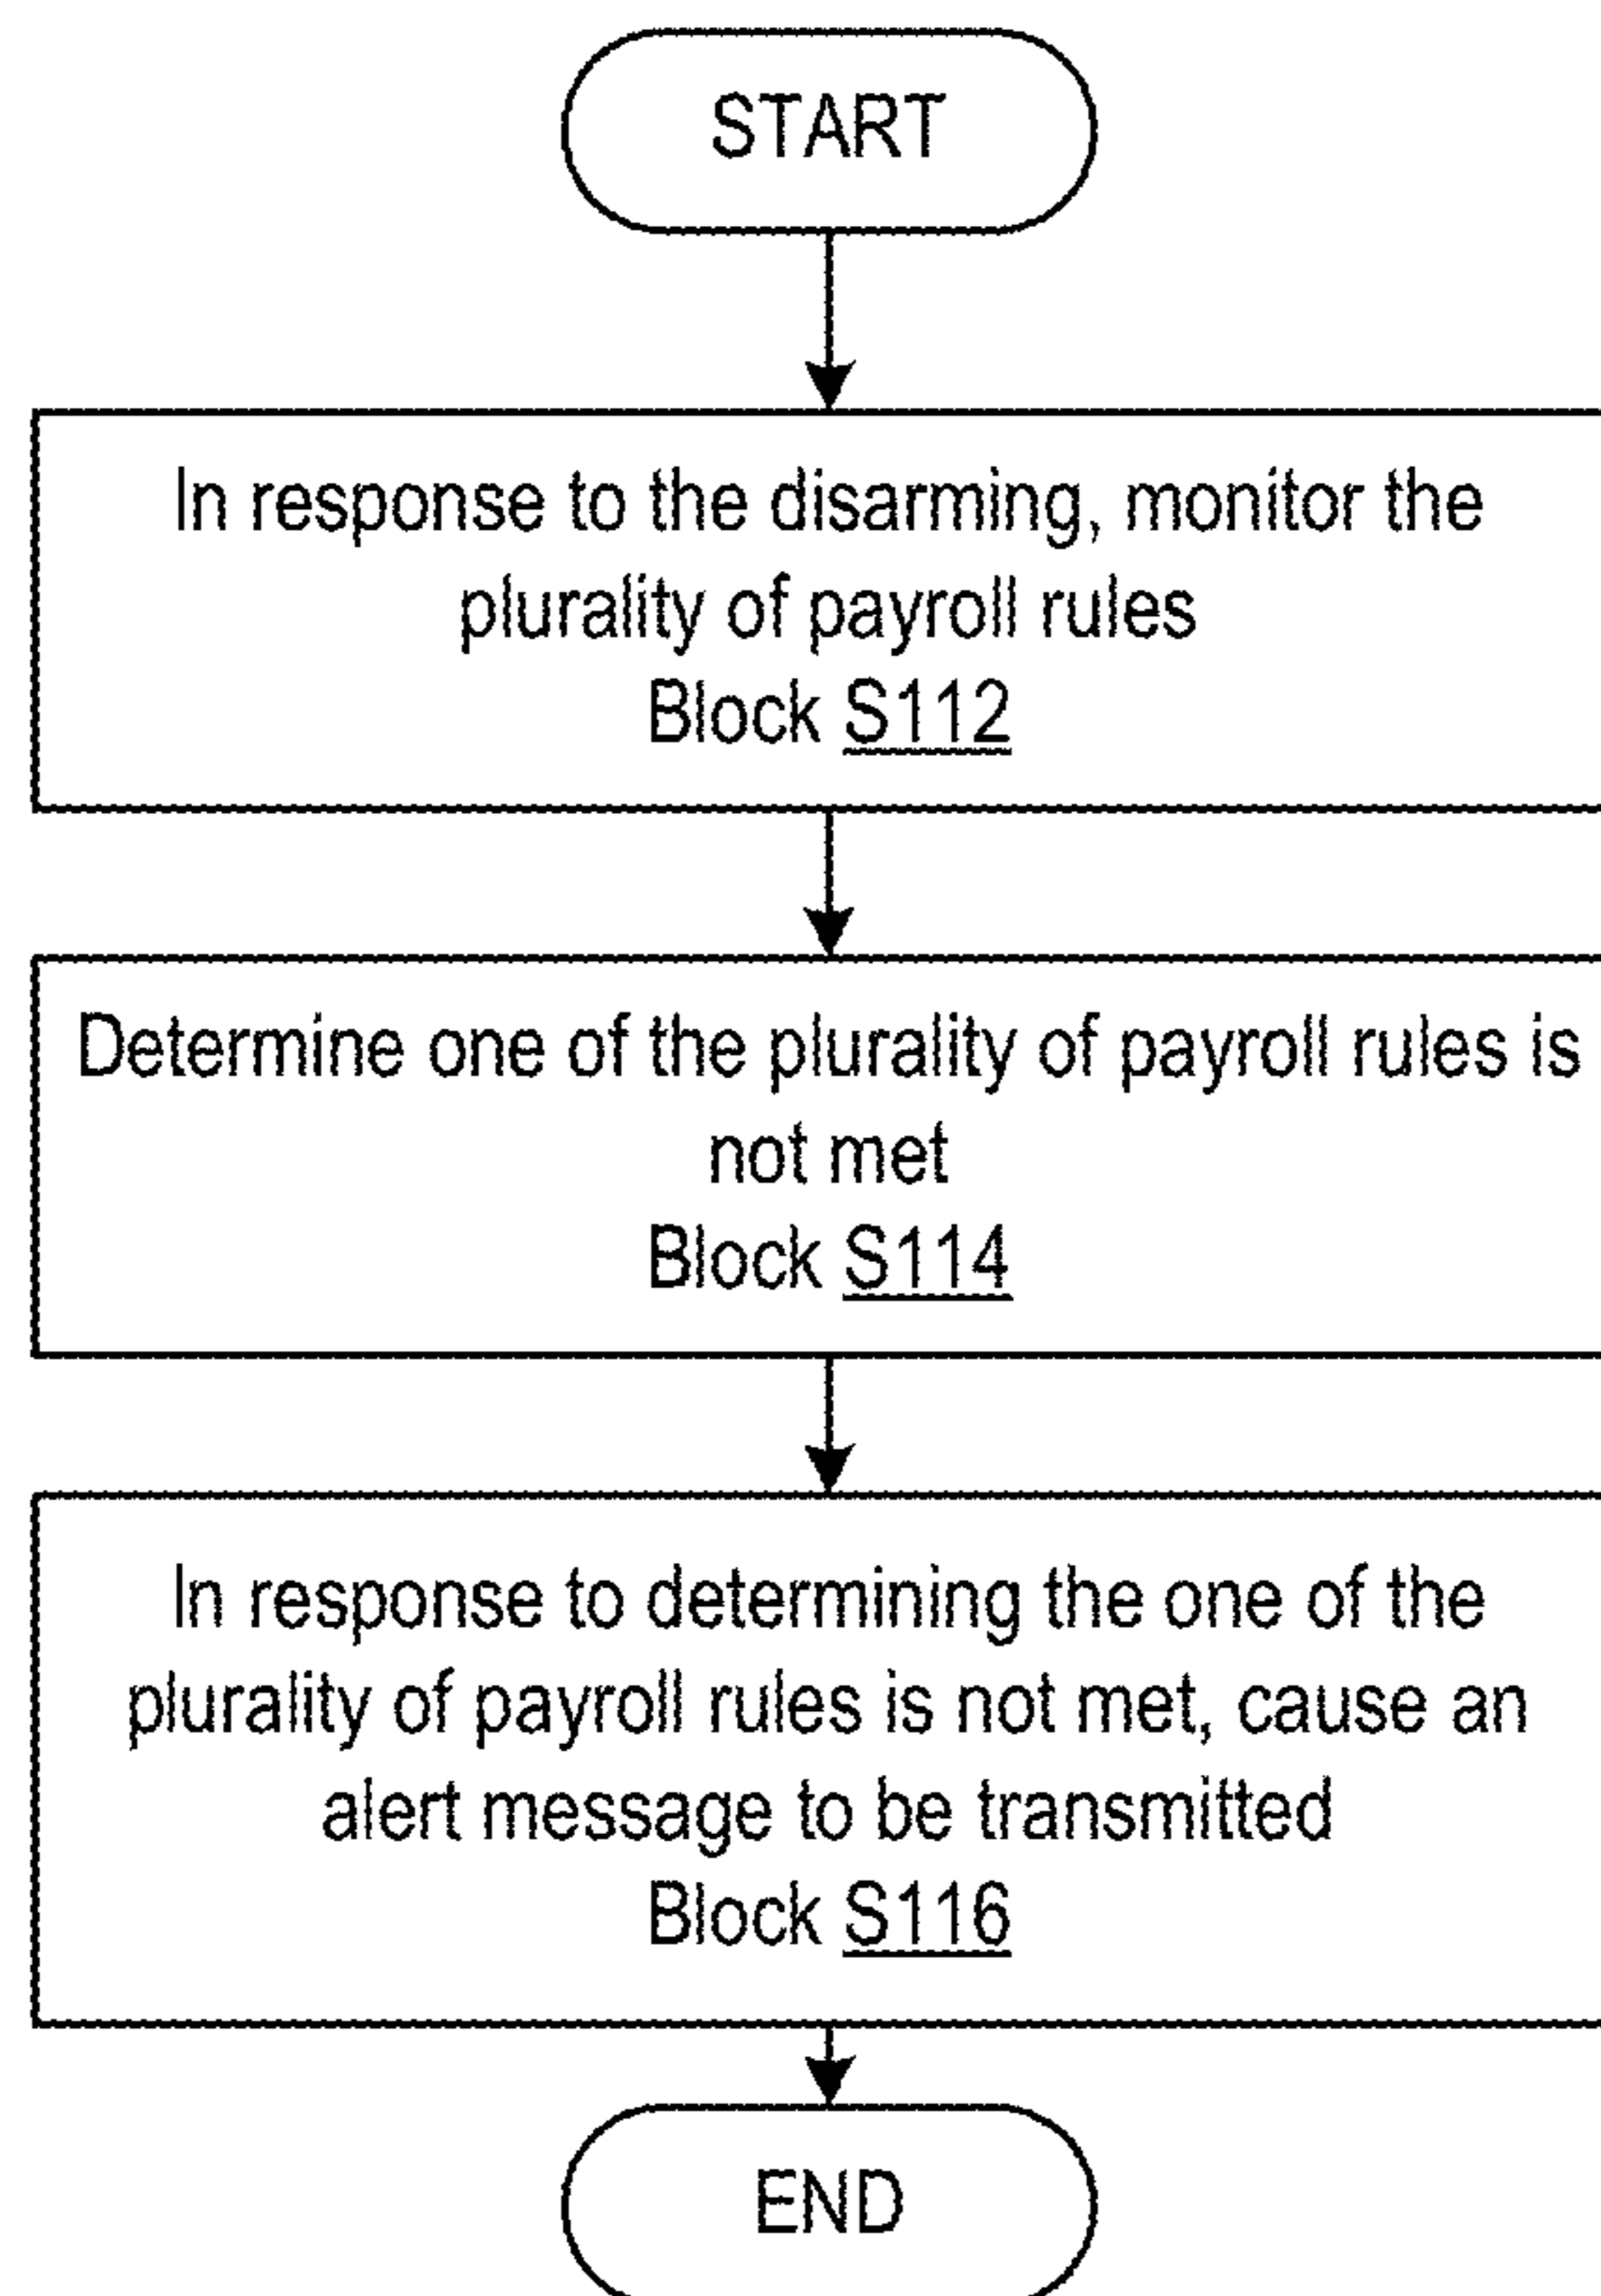 START
In response to the disarming, monitor the
plurality of payroll rules
Block S112
Determine one of the plurality of payroll rules is
not met
Block S114
In response to determining the one of the
plurality of payroll rules is not met, cause an
alert message to be transmitted
Block S116
END